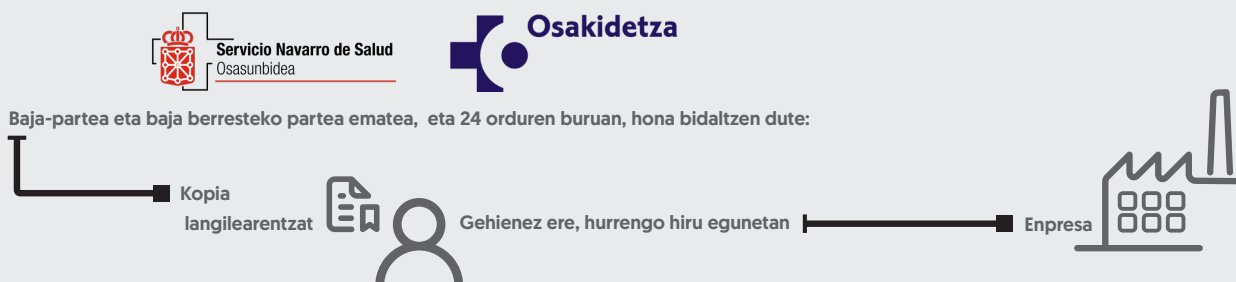 Servicio Navarro de Salud
Osasunbidea
Osakidetza
Baja-partea eta baja berresteko partea ematea, eta 24 orduren buruan, hona bidaltzen dute:
Kopia
langilearentzat
Gehienez ere, hurrengo hiru egunetan
Enpresa